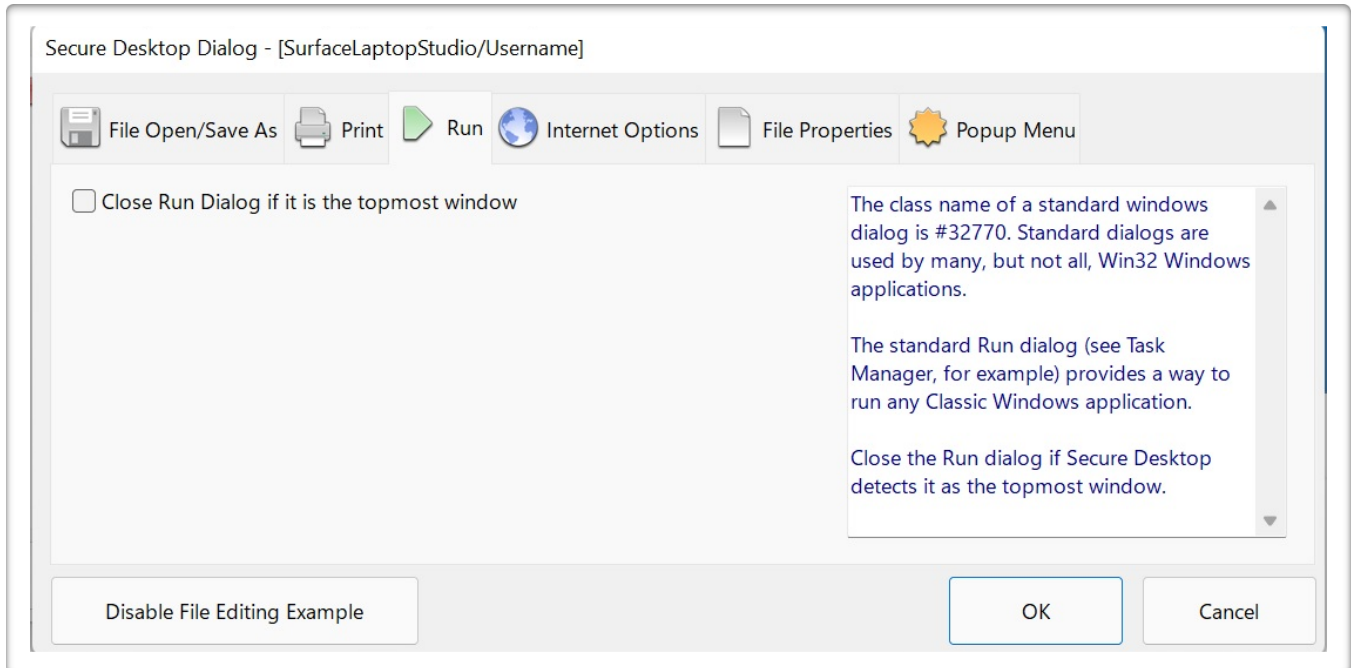 Secure Desktop Dialog - [SurfaceLaptopStudio/Username]
File Open/Save As Print Run Internet Options File Properties Popup Menu
Close Run Dialog if it is the topmost window
The class name of a standard windows
dialog is #32770. Standard dialogs are
used by many, but not all, Win32 Windows
applications.
The standard Run dialog (see Task
Manager, for example) provides a way to
run any Classic Windows application.
Close the Run dialog if Secure Desktop
detects it as the topmost window.
Disable File Editing Example OK Cancel